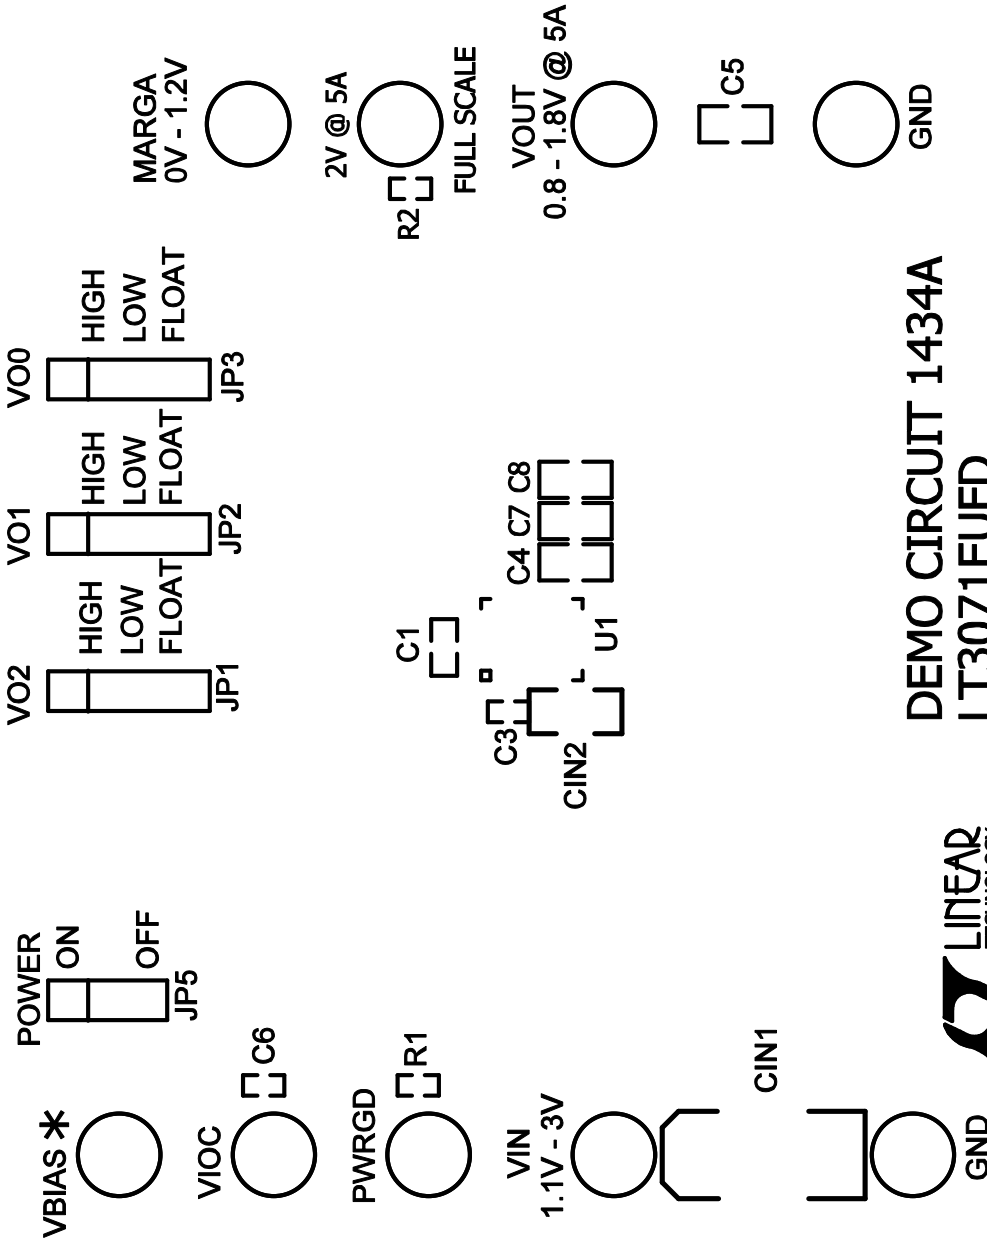 VBIAS *
VIOC
C6
PWRGD
R1
VIN
1.1V - 3V
CIN1
GND
POWER
ON
OFF
JP5
VO2
HIGH
LOW
FLOAT
JP1
VO1
HIGH
LOW
FLOAT
JP2
VO0
HIGH
LOW
FLOAT
JP3
C1
C3
CIN2
U1
C4 C7 C8
MARGA
0V - 1.2V
2V @ 5A
R2
FULL SCALE
VOUT
0.8 - 1.8V @ 5A
C5
GND
LINEAR
DEMO CIRCUIT 1434A
LT3071EUFD